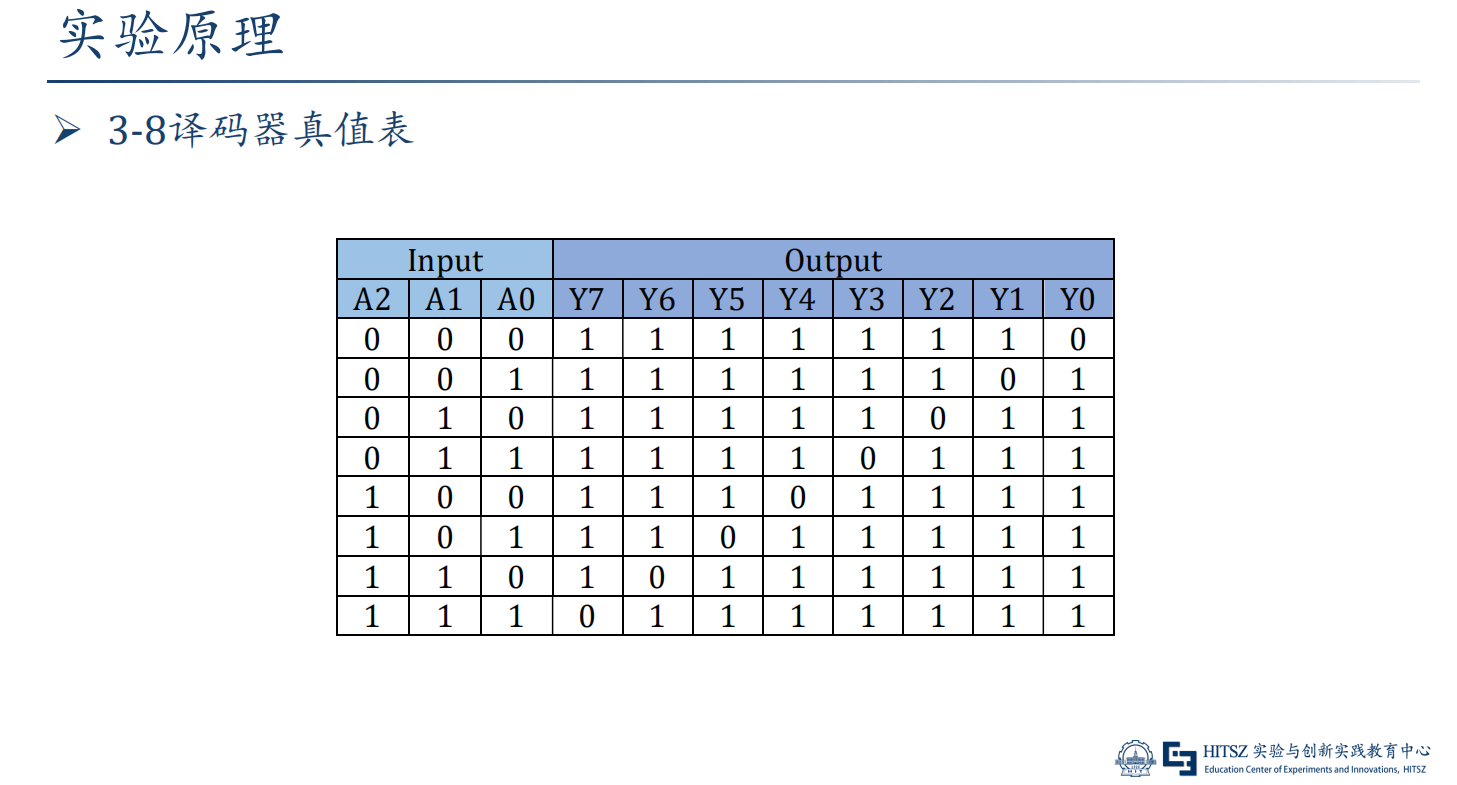 实验原理
➢ 3-8译码器真值表
Input Output
A2 A1 A0 Y7 Y6 Y5 Y4 Y3 Y2 Y1 Y0
0 0 0 1 1 1 1 1 1 1 0
0 0 1 1 1 1 1 1 1 0 1
0 1 0 1 1 1 1 1 0 1 1
0 1 1 1 1 1 1 0 1 1 1
1 0 0 1 1 1 0 1 1 1 1
1 0 1 1 1 0 1 1 1 1 1
1 1 0 1 0 1 1 1 1 1 1
1 1 1 0 1 1 1 1 1 1 1
HIT
HITSZ 实验与创新实践教育中心
Education Center of Experiments and Innovations, HITSZ